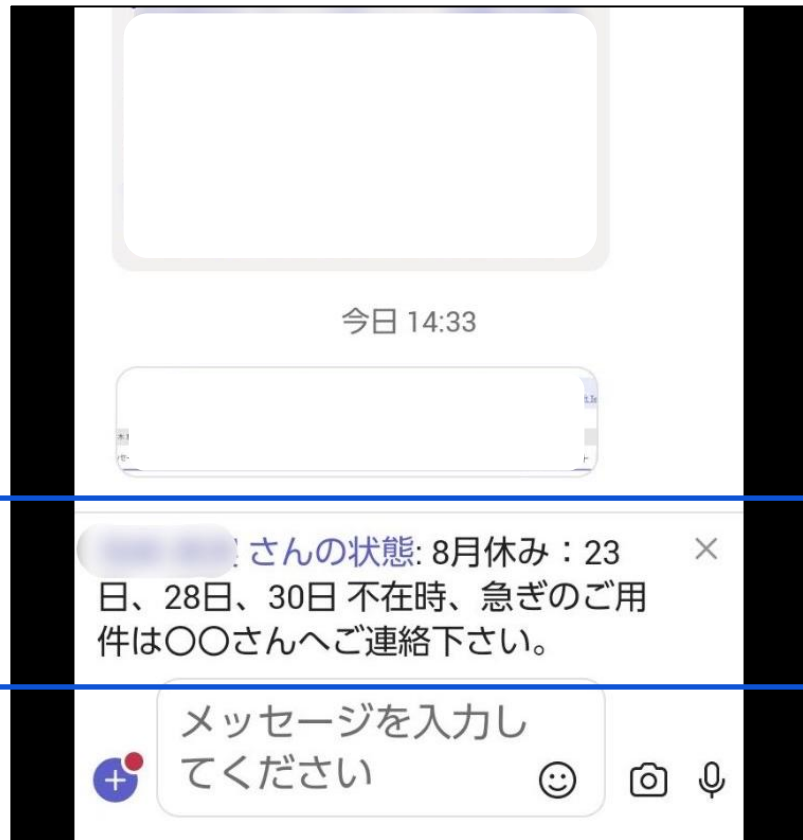 今日 14:33
さんの状態: 8月休み：23
日、28日、30日 不在時、急ぎのご用
件は〇〇さんへご連絡下さい。
メッセージを入力し
てください